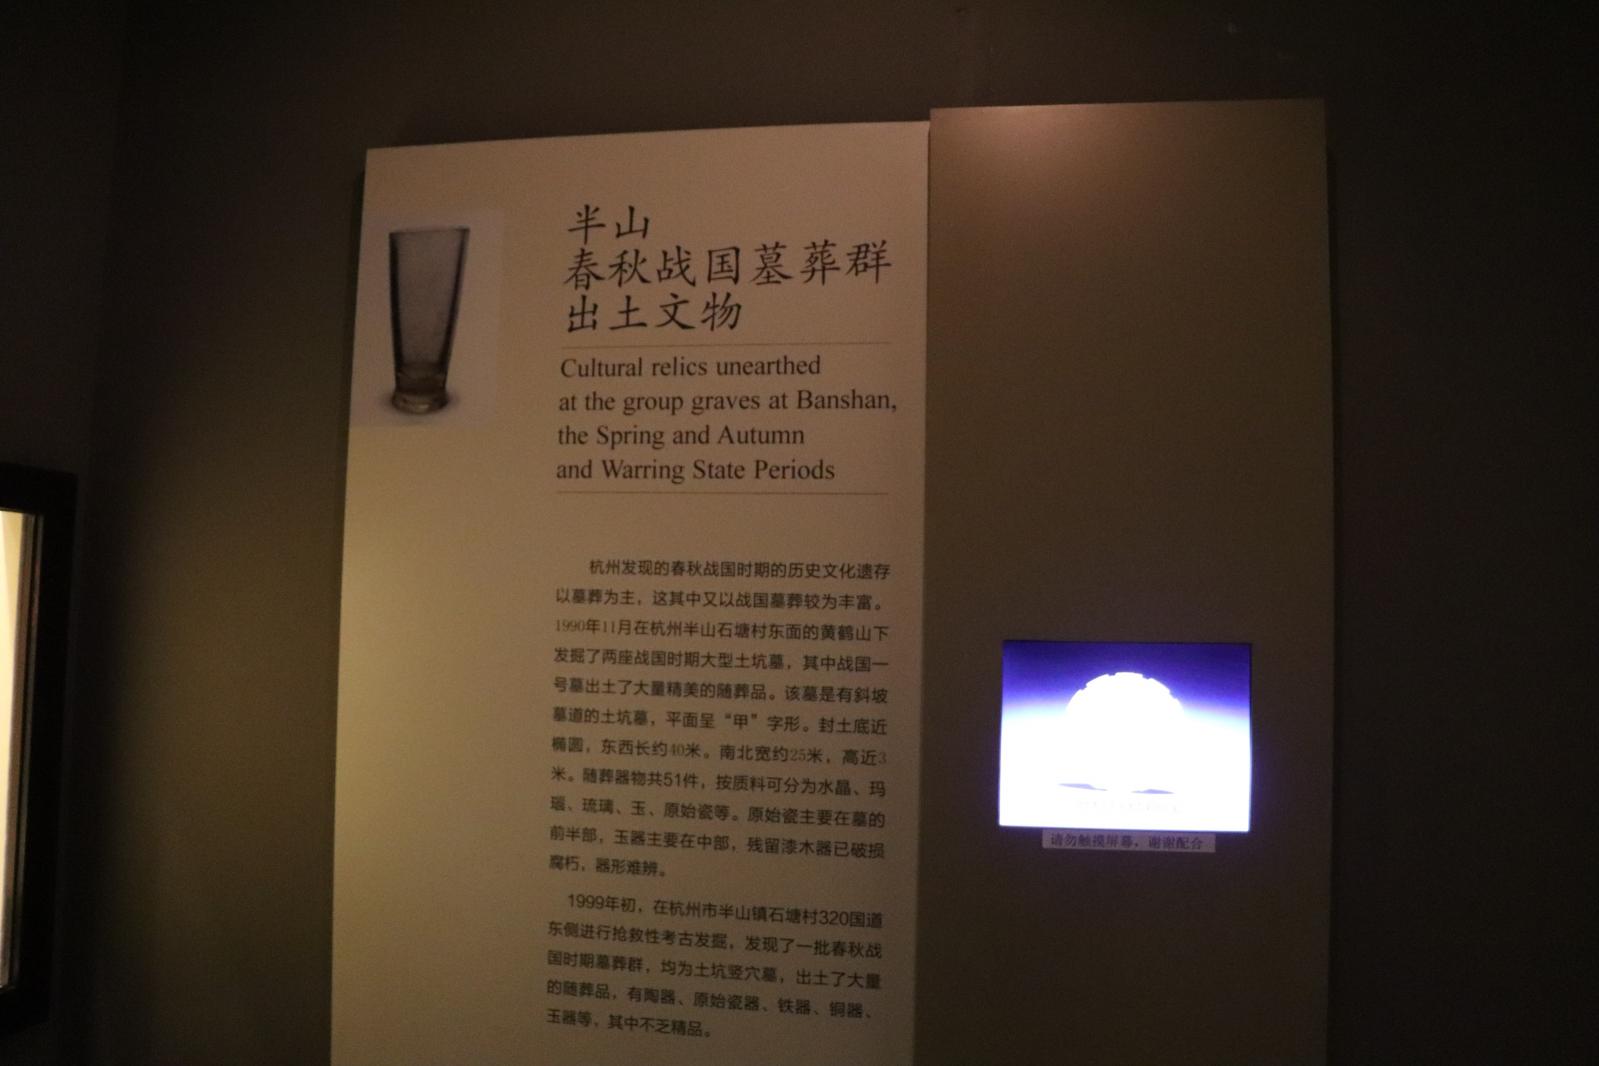 半山
春秋战国墓葬群
出土文物
Cultural relics unearthed
at the group graves at Banshan,
the Spring and Autumn
and Warring State Periods
杭州发现的春秋战国时期的历史文化遗存
以墓葬为主，这其中又以战国墓葬较为丰富。
1990年11月在杭州半山石塘村东面的黄鹤山下
发掘了两座战国时期大型土坑墓，其中战国一
号墓出土了大量精美的随葬品。该墓是有斜坡
墓道的土坑墓，平面呈“甲”字形。封土底近
椭圆，东西长约40米。南北宽约25米，高近3
米。随葬器物共51件，按质料可分为水晶、玛
瑙、琉璃、玉、原始瓷等。原始瓷主要在墓的
前半部，玉器主要在中部，残留漆木器已破损
腐朽，器形难辨。
1999年初，在杭州市半山镇石塘村320国道
东侧进行抢救性考古发掘，发现了一批春秋战
国时期墓葬群，均为土坑竖穴墓，出土了大量
的随葬品，有陶器、原始瓷器、铁器、铜器、
玉器等，其中不乏精品。
请勿触摸屏幕，谢谢配合